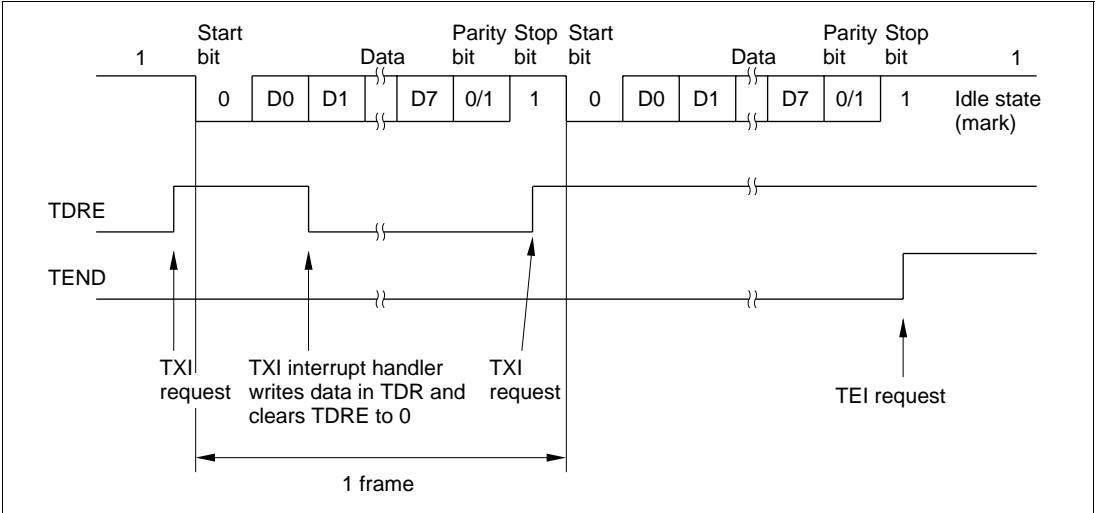 Start Parity Stop Start Parity Stop
1 bit Data bit bit bit Data bit bit 1
0 D0 D1 D7 0/1 1 0 D0 D1 D7 0/1 1 Idle state
(mark)
TDRE
TEND
TXI TXI interrupt handler TXI
request writes data in TDR and request
clears TDRE to 0
TEI request
1 frame